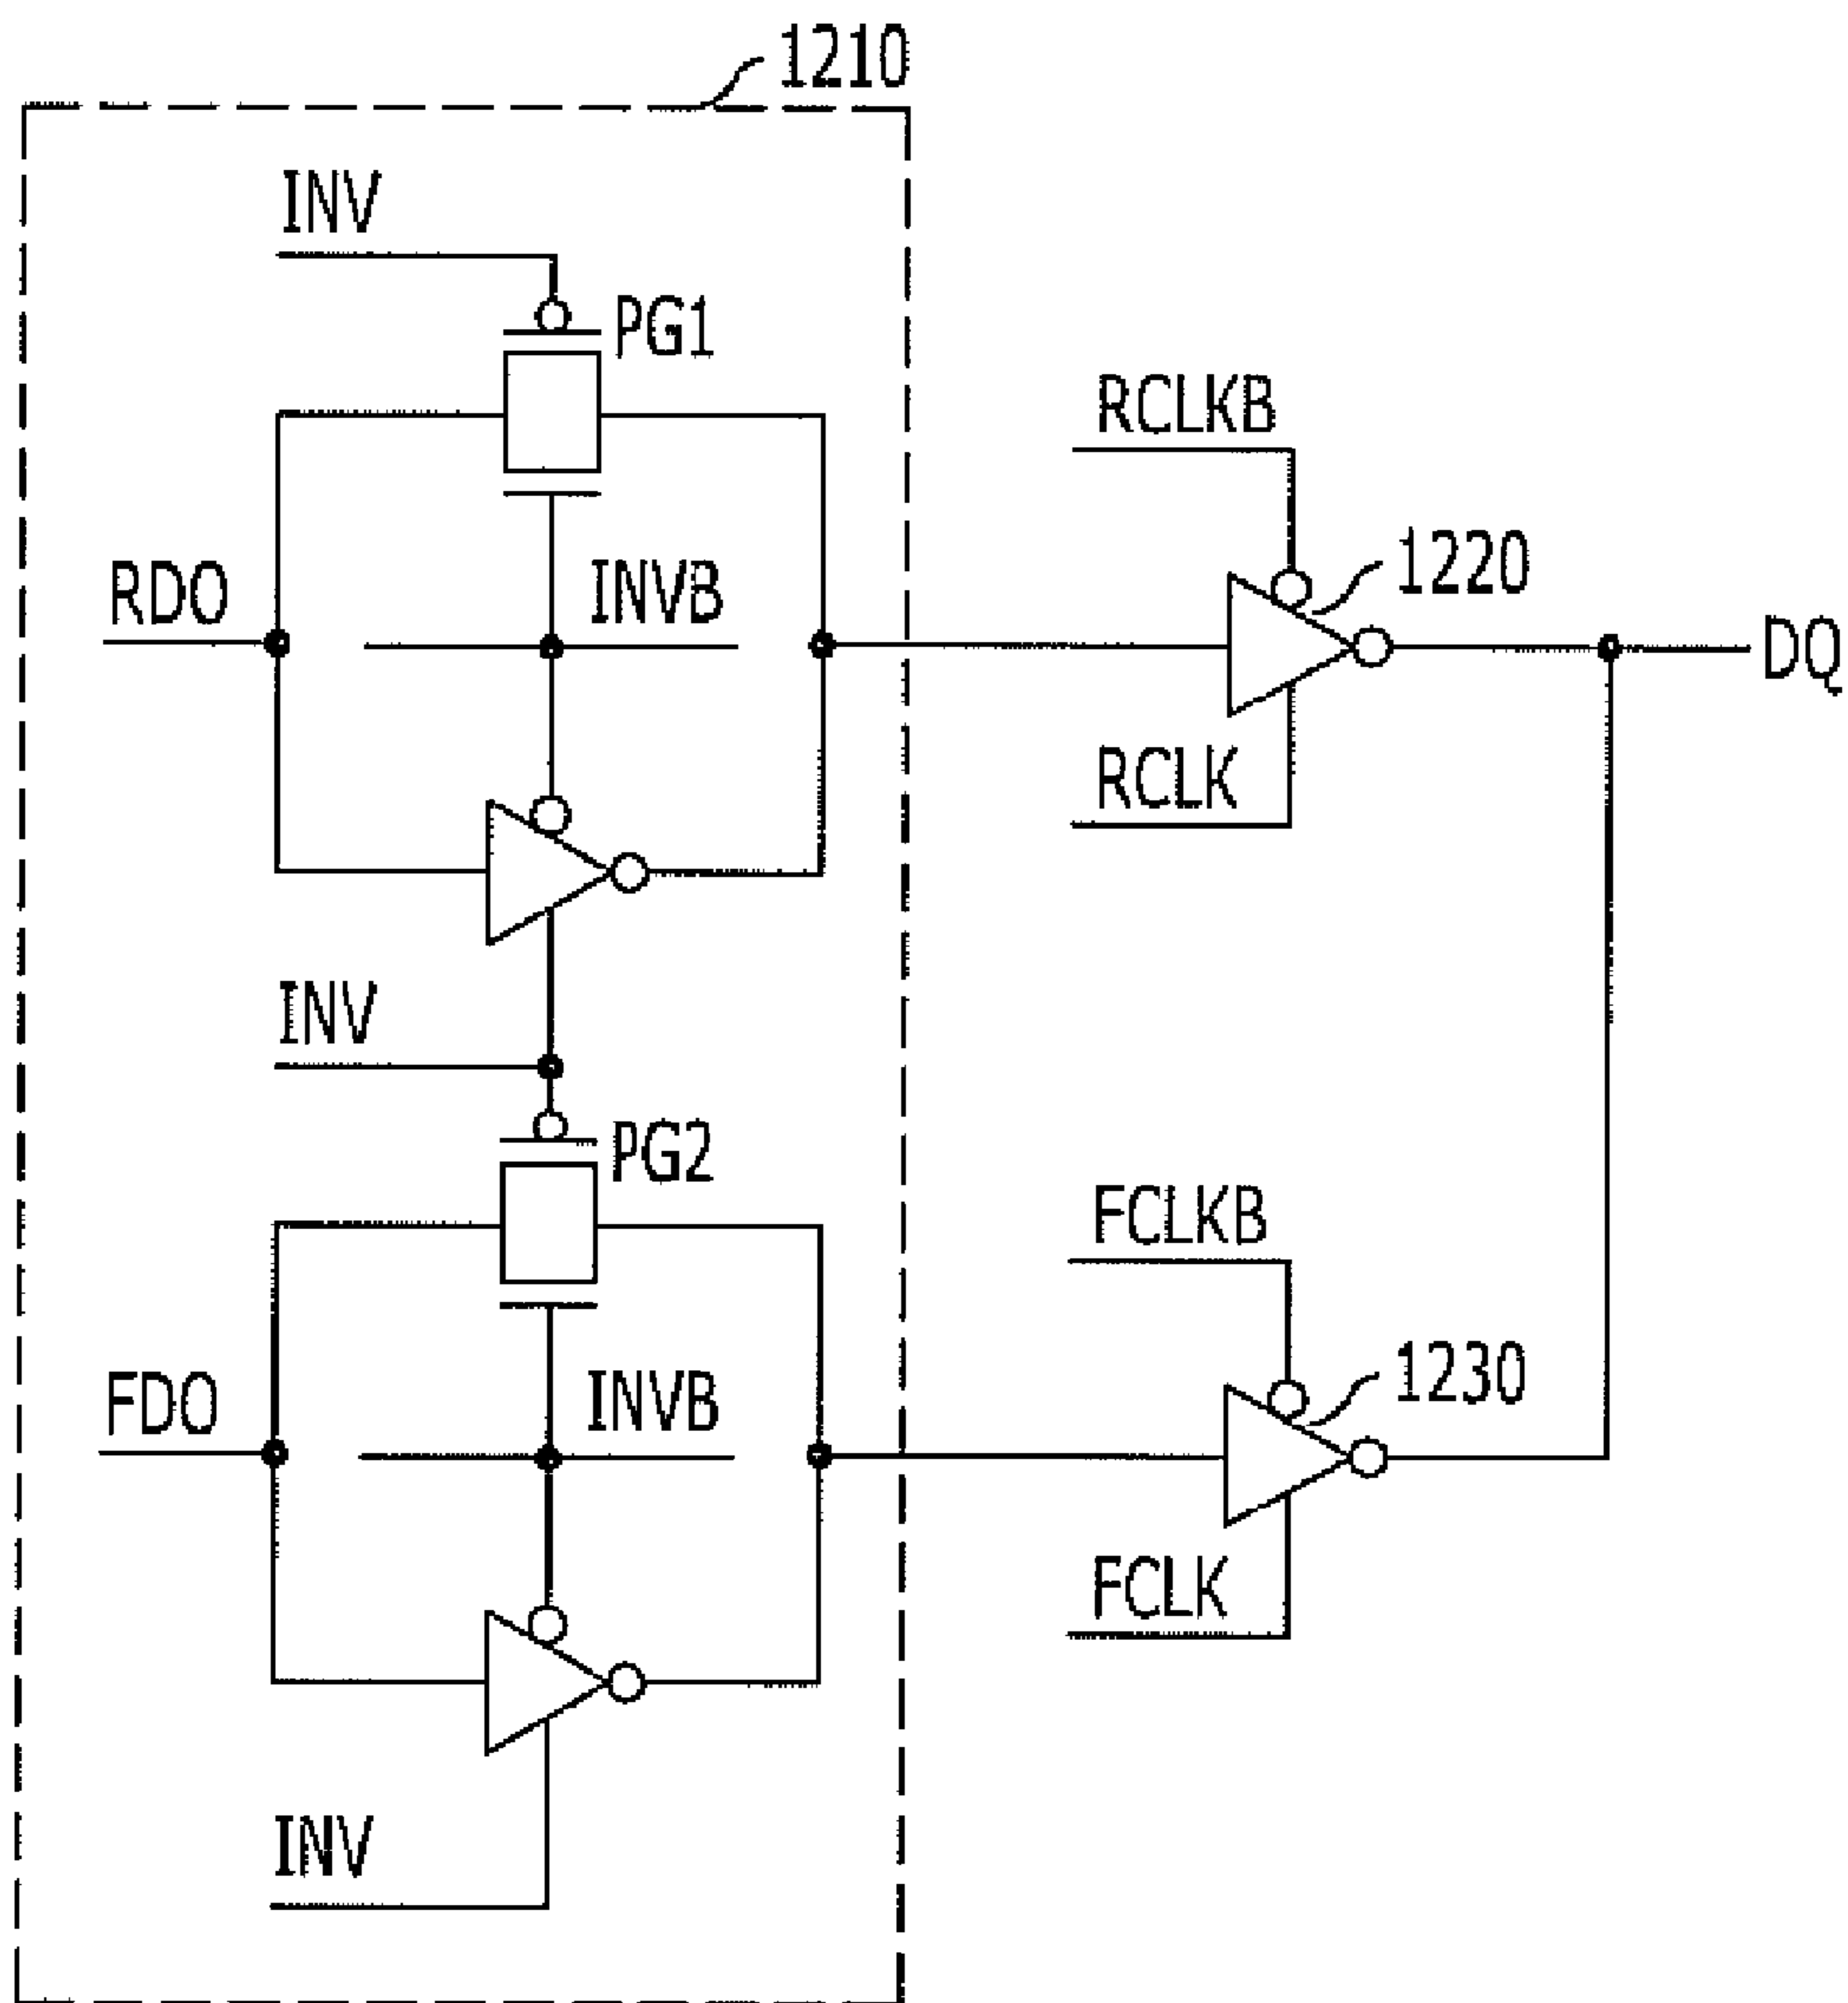 1210
INV
PG1
RCLKB
1220
RDO
INVB
DQ
RCLK
INV
PG2
FCLKB
1230
FDO
INVB
FCLK
INV